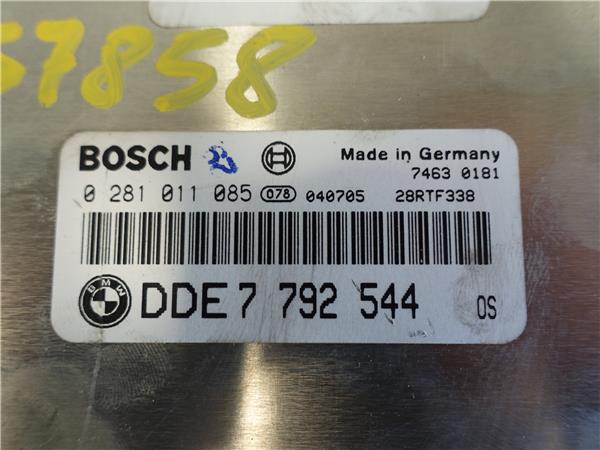 57858
BOSCH
Made in Germany
7463 0181
0 281 011 085 078 040705 28RTF338
BMW
DDE 7 792 544 OS